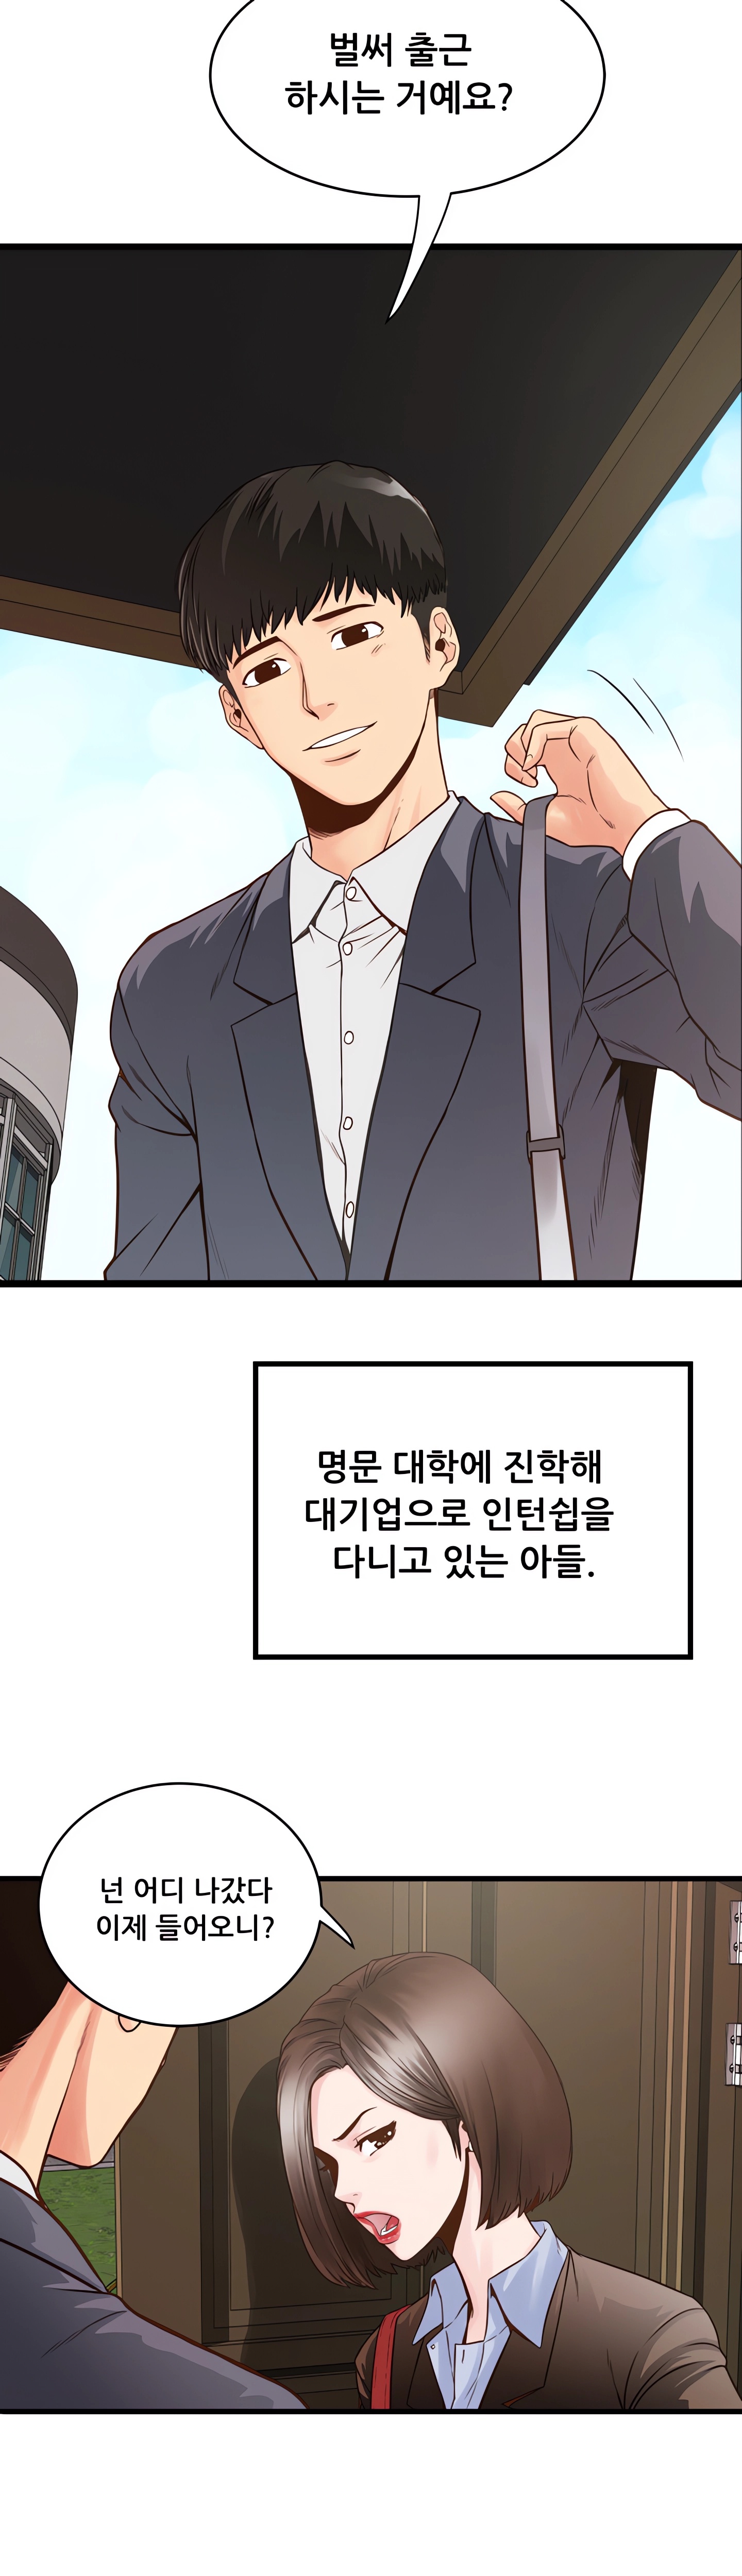 벌써 출근
하시는 거예요?
명문 대학에 진학해
대기업으로 인턴쉽을
다니고 있는 아들.
넌 어디 나갔다
이제 들어오니?